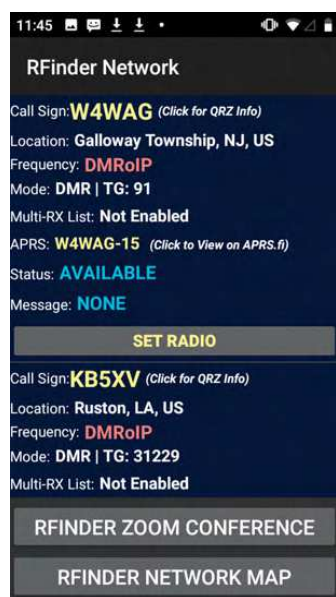 11:45
RFinder Network
Call Sign:W4WAG (Click for QRZ Info)
Location: Galloway Township, NJ, US
Frequency: DMRoIP
Mode: DMR | TG: 91
Multi-RX List: Not Enabled
APRS: W4WAG-15 (Click to View on APRS.fi)
Status: AVAILABLE
Message: NONE
SET RADIO
Call Sign:KB5XV (Click for QRZ Info)
Location: Ruston, LA, US
Frequency: DMRoIP
Mode: DMR | TG: 31229
Multi-RX List: Not Enabled
RFINDER ZOOM CONFERENCE
RFINDER NETWORK MAP